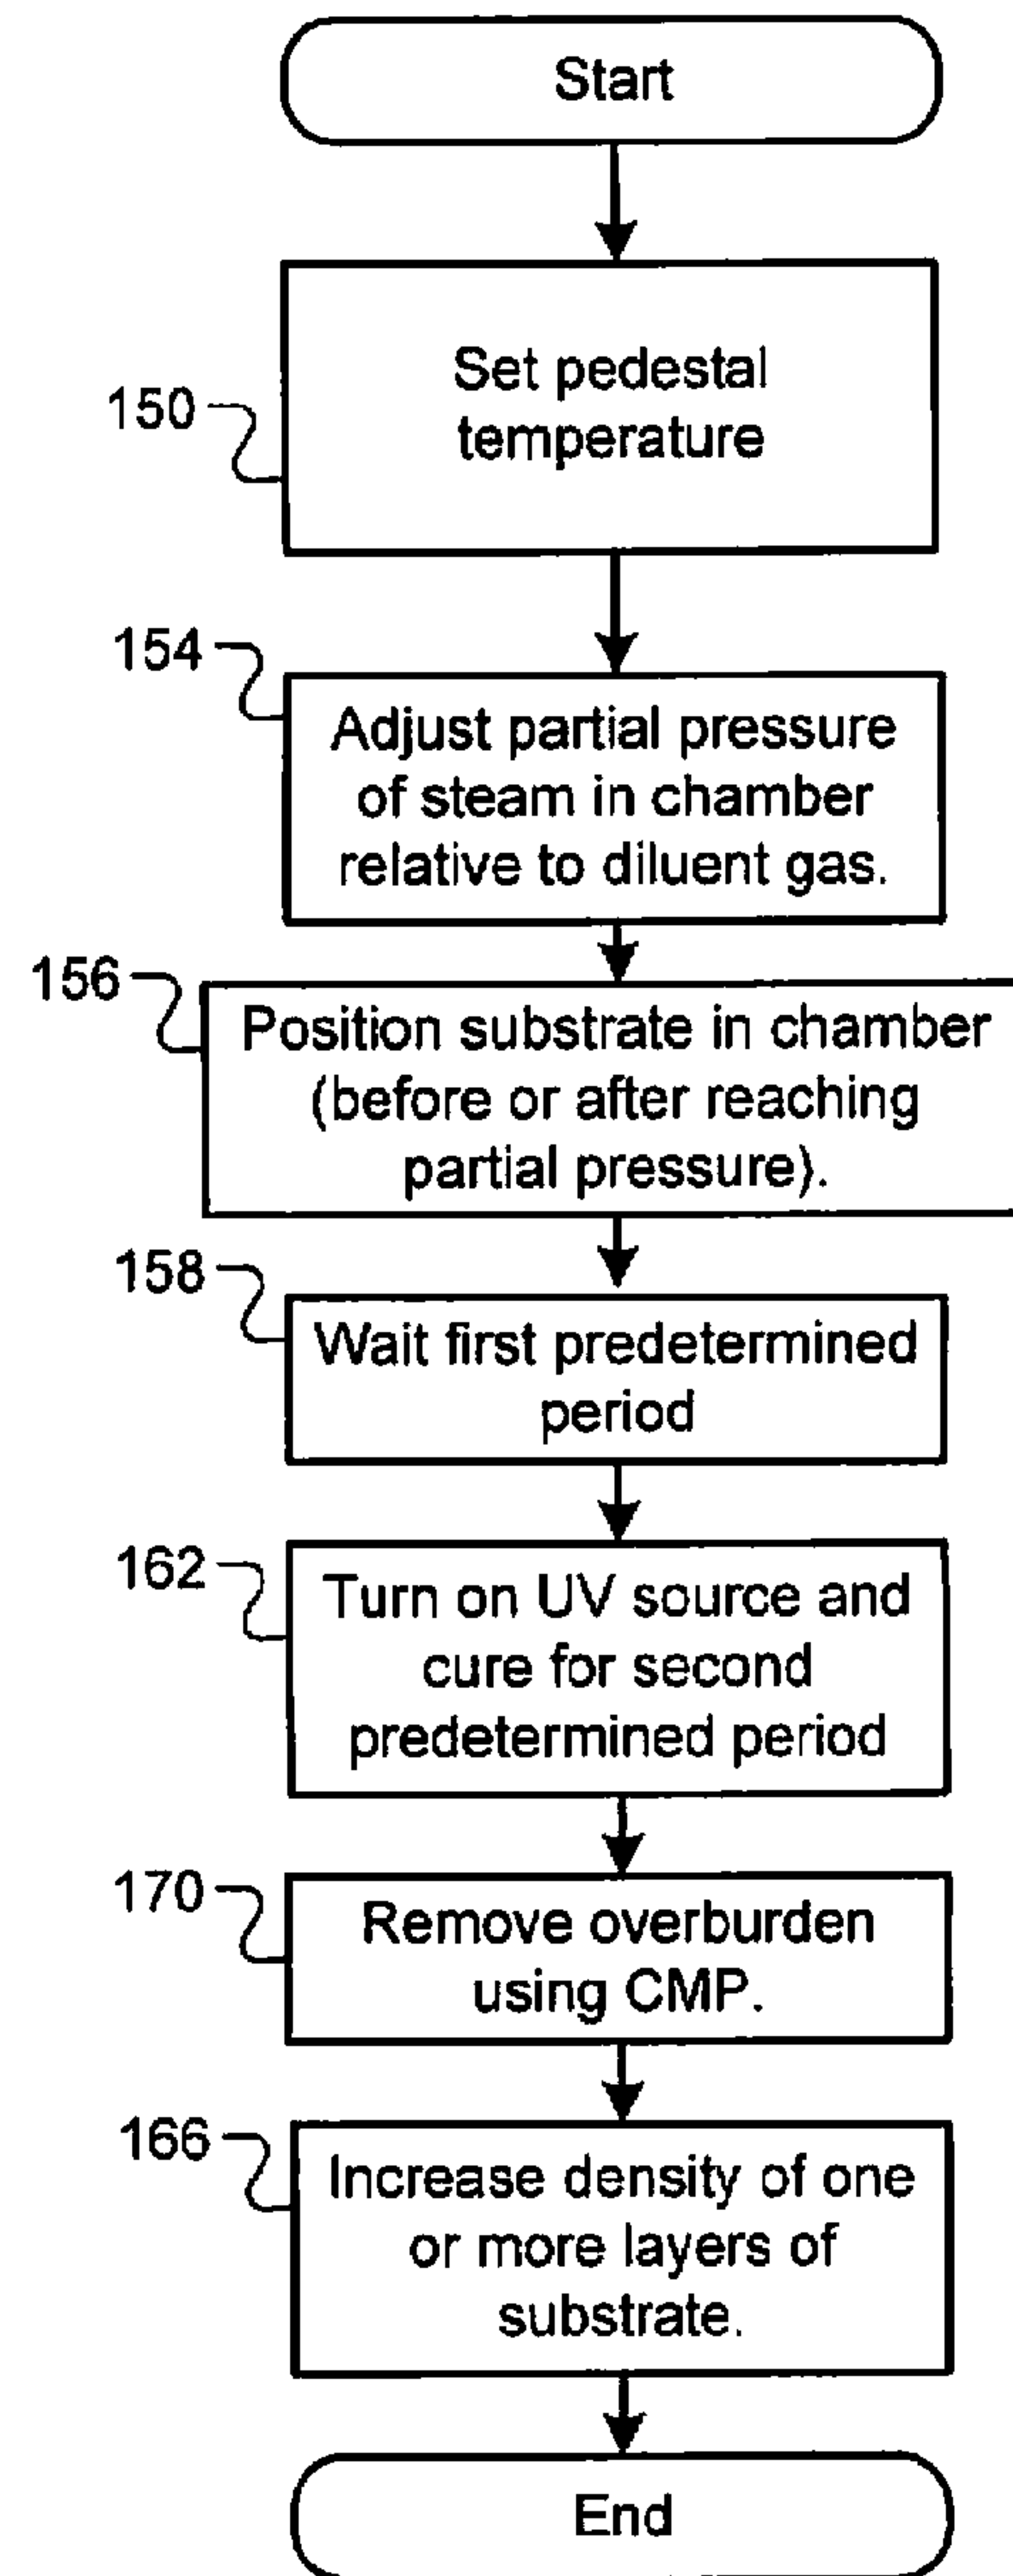 Start
150
Set pedestal
temperature
154
Adjust partial pressure
of steam in chamber
relative to diluent gas.
156
Position substrate in chamber
(before or after reaching
partial pressure).
158
Wait first predetermined
period
162
Turn on UV source and
cure for second
predetermined period
170
Remove overburden
using CMP.
166
Increase density of one
or more layers of
substrate.
End